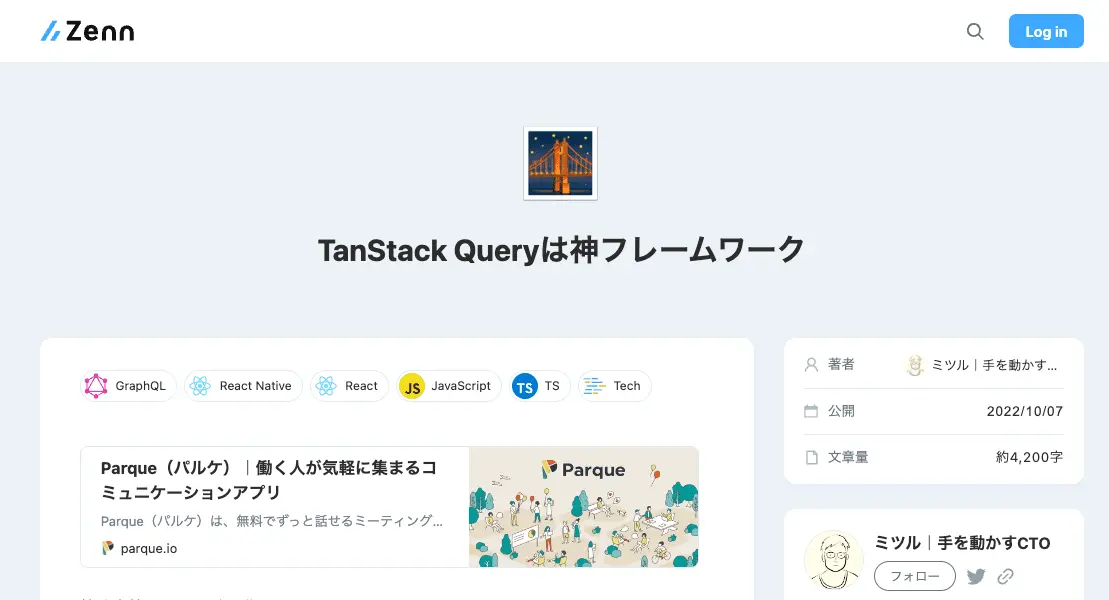 Zenn
Log in
TanStack Queryは神フレームワーク
GraphQL
React Native
React
JS JavaScript
TS TS
Tech
Parque（パルケ）｜働く人が気軽に集まるコ
ミュニケーションアプリ
Parque（パルケ）は、無料でずっと話せるミーティング...
parque.io
Parque
著者
ミツル｜手を動かす...
公開
2022/10/07
文章量
約4,200字
ミツル｜手を動かすCTO
フォロー